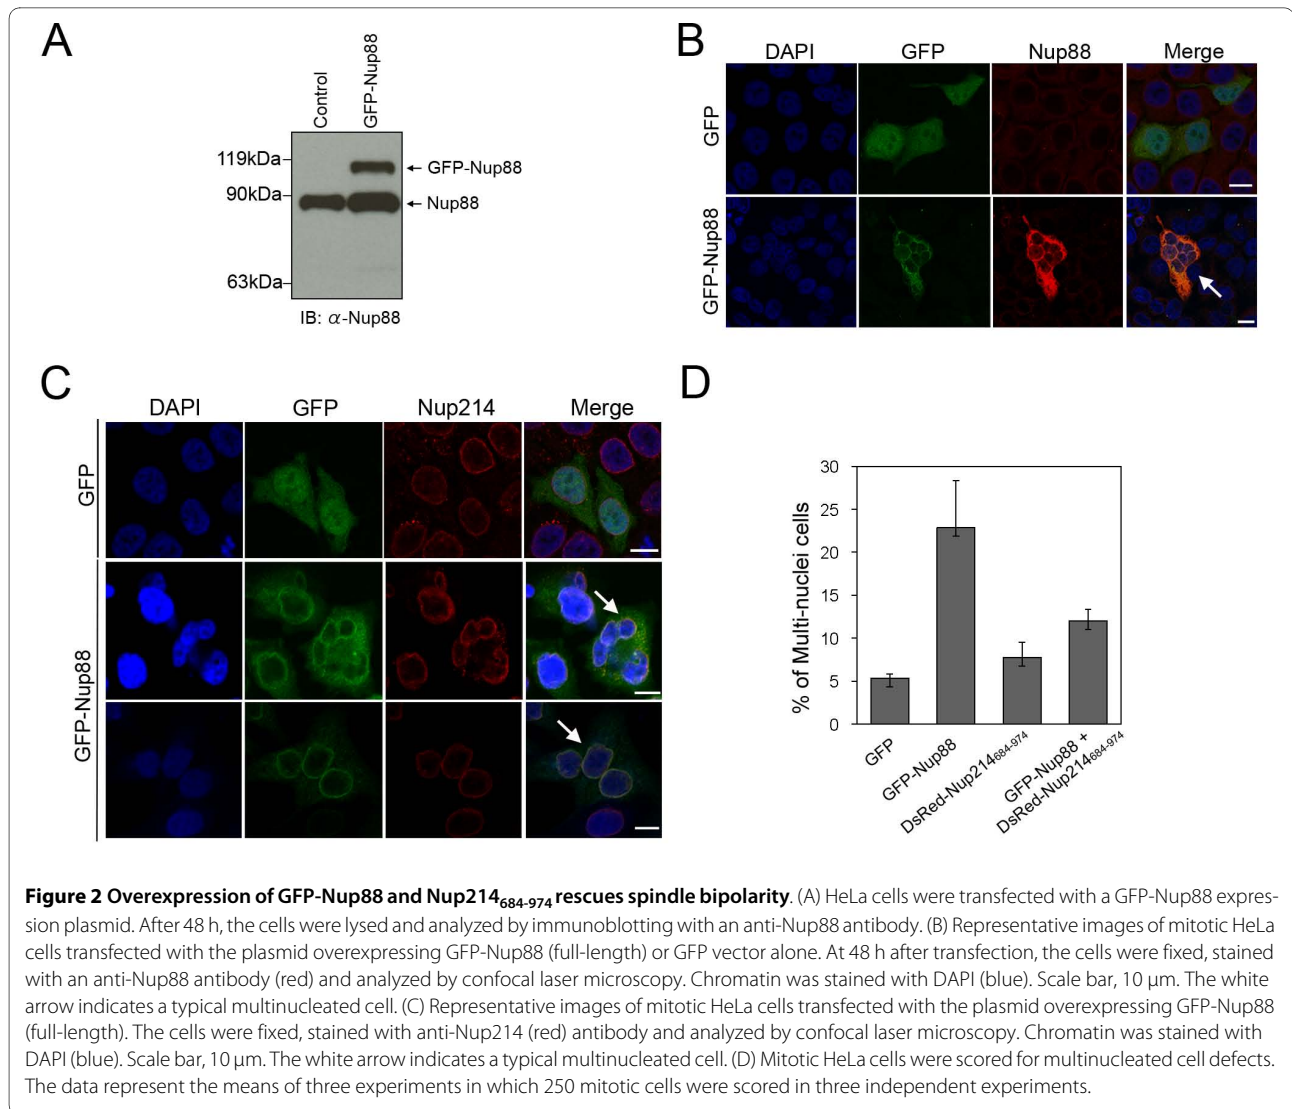 A
Control
GFP-Nup88
119kDa
90kDa
63kDa
GFP-Nup88
Nup88
IB: α-Nup88
B
DAPI GFP Nup88 Merge
GFP
GFP-Nup88
C
DAPI GFP Nup214 Merge
GFP
GFP-Nup88
D
% of Multi-nuclei cells
30
25
20
15
10
5
0
GFP
GFP-Nup88
DsRed-Nup214684-974
GFP-Nup88 +
DsRed-Nup214684-974
Figure 2 Overexpression of GFP-Nup88 and Nup214684-974 rescues spindle bipolarity. (A) HeLa cells were transfected with a GFP-Nup88 expres-
sion plasmid. After 48 h, the cells were lysed and analyzed by immunoblotting with an anti-Nup88 antibody. (B) Representative images of mitotic HeLa
cells transfected with the plasmid overexpressing GFP-Nup88 (full-length) or GFP vector alone. At 48 h after transfection, the cells were fixed, stained
with an anti-Nup88 antibody (red) and analyzed by confocal laser microscopy. Chromatin was stained with DAPI (blue). Scale bar, 10 μm. The white
arrow indicates a typical multinucleated cell. (C) Representative images of mitotic HeLa cells transfected with the plasmid overexpressing GFP-Nup88
(full-length). The cells were fixed, stained with anti-Nup214 (red) antibody and analyzed by confocal laser microscopy. Chromatin was stained with
DAPI (blue). Scale bar, 10 μm. The white arrow indicates a typical multinucleated cell. (D) Mitotic HeLa cells were scored for multinucleated cell defects.
The data represent the means of three experiments in which 250 mitotic cells were scored in three independent experiments.